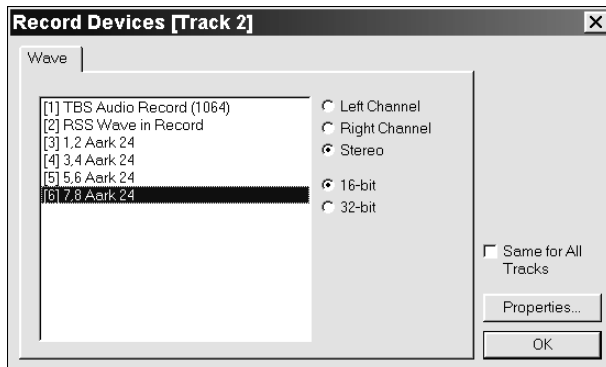 Record Devices [Track 2]
Wave
[1] TBS Audio Record (1064)
[2] RSS Wave in Record
[3] 1,2 Aark 24
[4] 3,4 Aark 24
[5] 5,6 Aark 24
[6] 7,8 Aark 24
Left Channel
Right Channel
Stereo
16-bit
32-bit
Same for All
Tracks
Properties...
OK